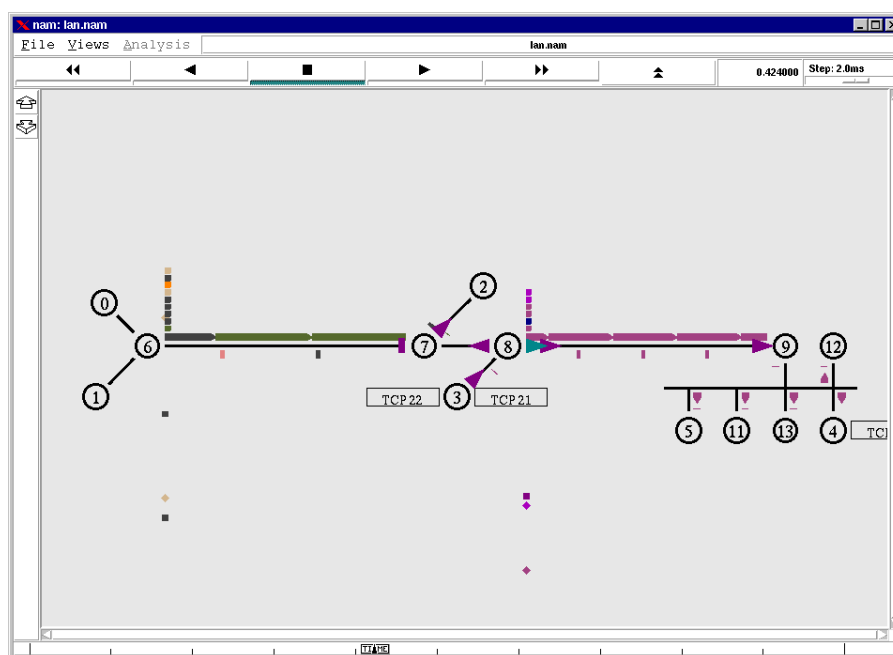 nam: lan.nam
File Views Analysis lan.nam
0.424000 Step: 2.0ms
2
0
6 7 8 9 12
1 TCP 22 3 TCP 21
5 11 13 4 TC
TIME